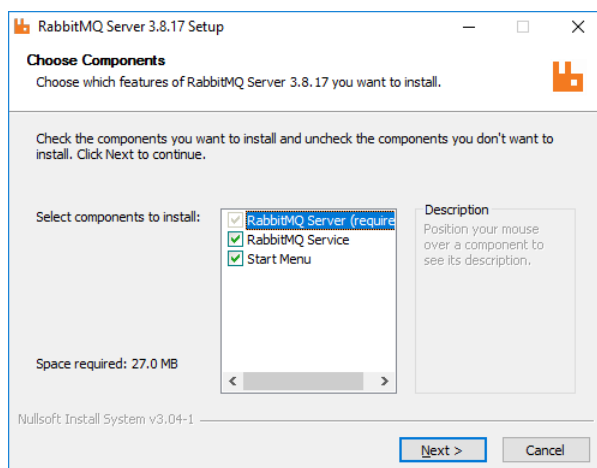 RabbitMQ Server 3.8.17 Setup
Choose Components
Choose which features of RabbitMQ Server 3.8.17 you want to install.
Check the components you want to install and uncheck the components you don't want to
install. Click Next to continue.
Select components to install:
RabbitMQ Server (require
RabbitMQ Service
Start Menu
Description
Position your mouse
over a component to
see its description.
Space required: 27.0 MB
Nullsoft Install System v3.04-1
Next >
Cancel